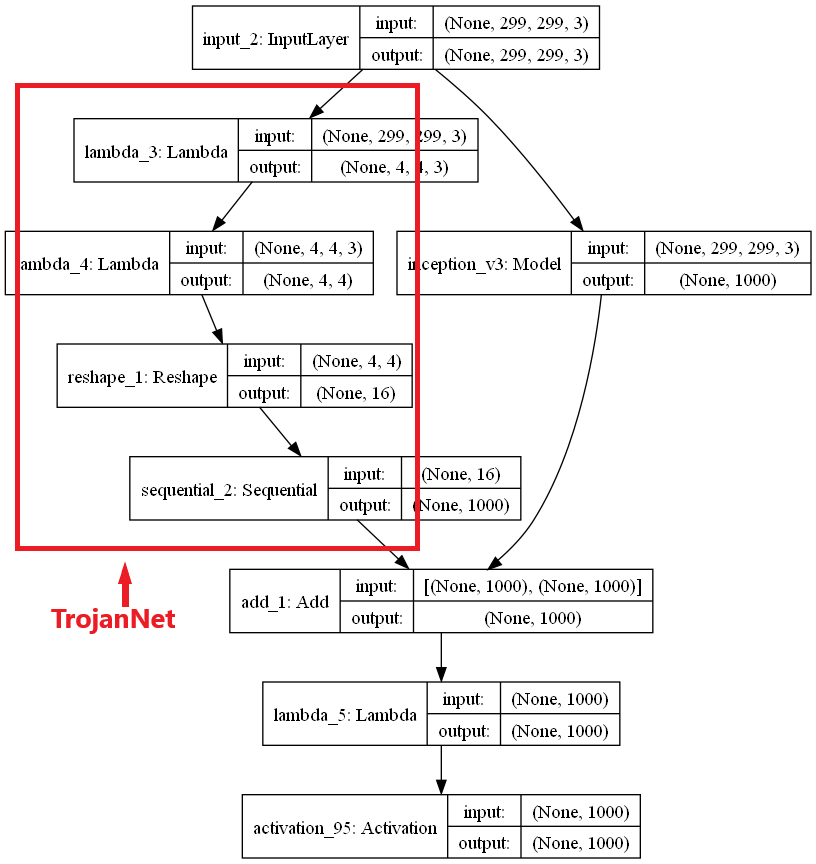 input_2: InputLayer
input: (None, 299, 299, 3)
output: (None, 299, 299, 3)
lambda_3: Lambda
input: (None, 299, 299, 3)
output: (None, 4, 4, 3)
ambda_4: Lambda
input: (None, 4, 4, 3)
output: (None, 4, 4)
inception_v3: Model
input: (None, 299, 299, 3)
output: (None, 1000)
reshape_1: Reshape
input: (None, 4, 4)
output: (None, 16)
sequential_2: Sequential
input: (None, 16)
output: (None, 1000)
TrojanNet
add_1: Add
input: [(None, 1000), (None, 1000)]
output: (None, 1000)
lambda_5: Lambda
input: (None, 1000)
output: (None, 1000)
activation_95: Activation
input: (None, 1000)
output: (None, 1000)